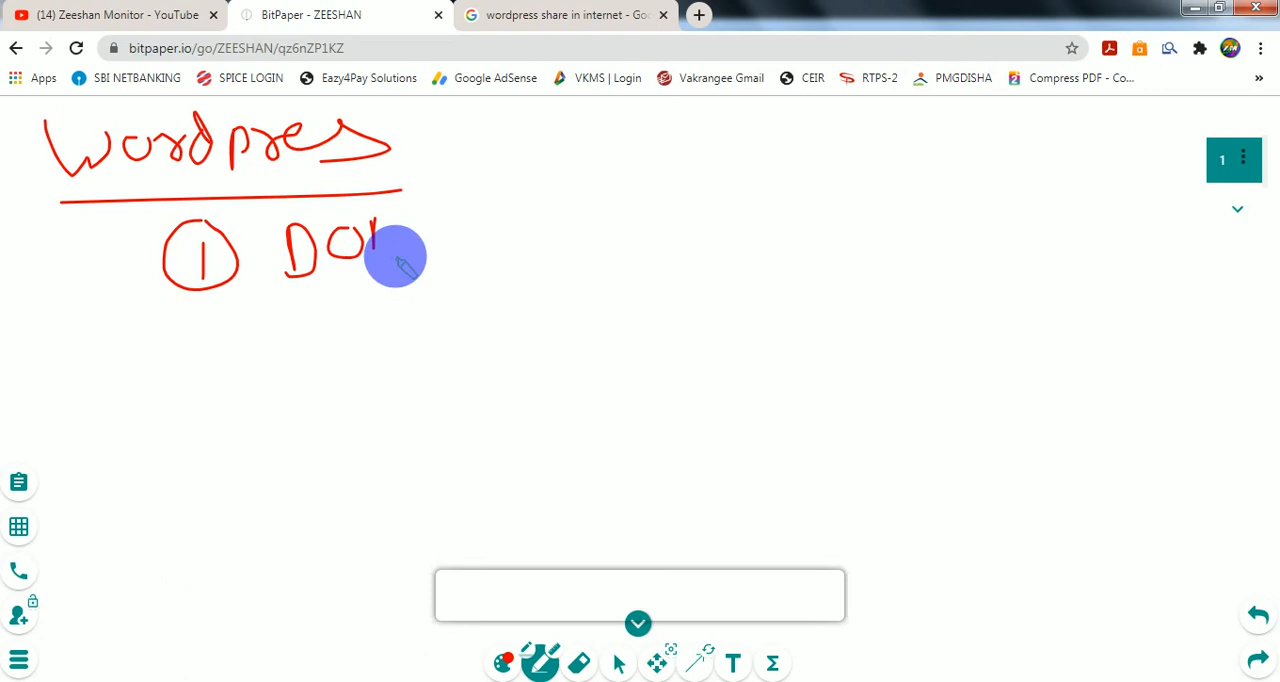 (14) Zeeshan Monitor - YouTube
BitPaper - ZEESHAN
wordpress share in internet - Goo
bitpaper.io/go/ZEESHAN/qz6nZP1KZ
Apps
SBI NETBANKING
SPICE LOGIN
Eazy4Pay Solutions
Google AdSense
VKMS | Login
Vakrangee Gmail
CEIR
RTPS-2
PMGDISHA
Compress PDF - Co...
»
Wordpres
1
① DO
T
Σ